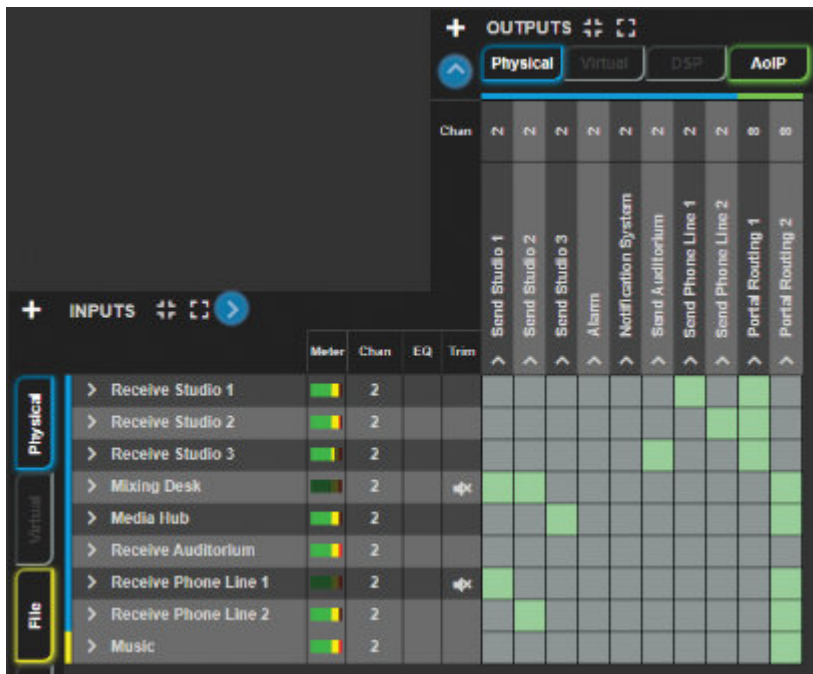 OUTPUTS
Physical Virtual DSP AoIP
Chan 2 2 2 2 2 2 2 2 8 8
Send Studio 1
Send Studio 2
Send Studio 3
Alarm
Notification System
Send Auditorium
Send Phone Line 1
Send Phone Line 2
Portal Routing 1
Portal Routing 2
INPUTS
Meter Chan EQ Trim
Physical
Virtual
File
Receive Studio 1 2
Receive Studio 2 2
Receive Studio 3 2
Mixing Desk 2
Media Hub 2
Receive Auditorium 2
Receive Phone Line 1 2
Receive Phone Line 2 2
Music 2